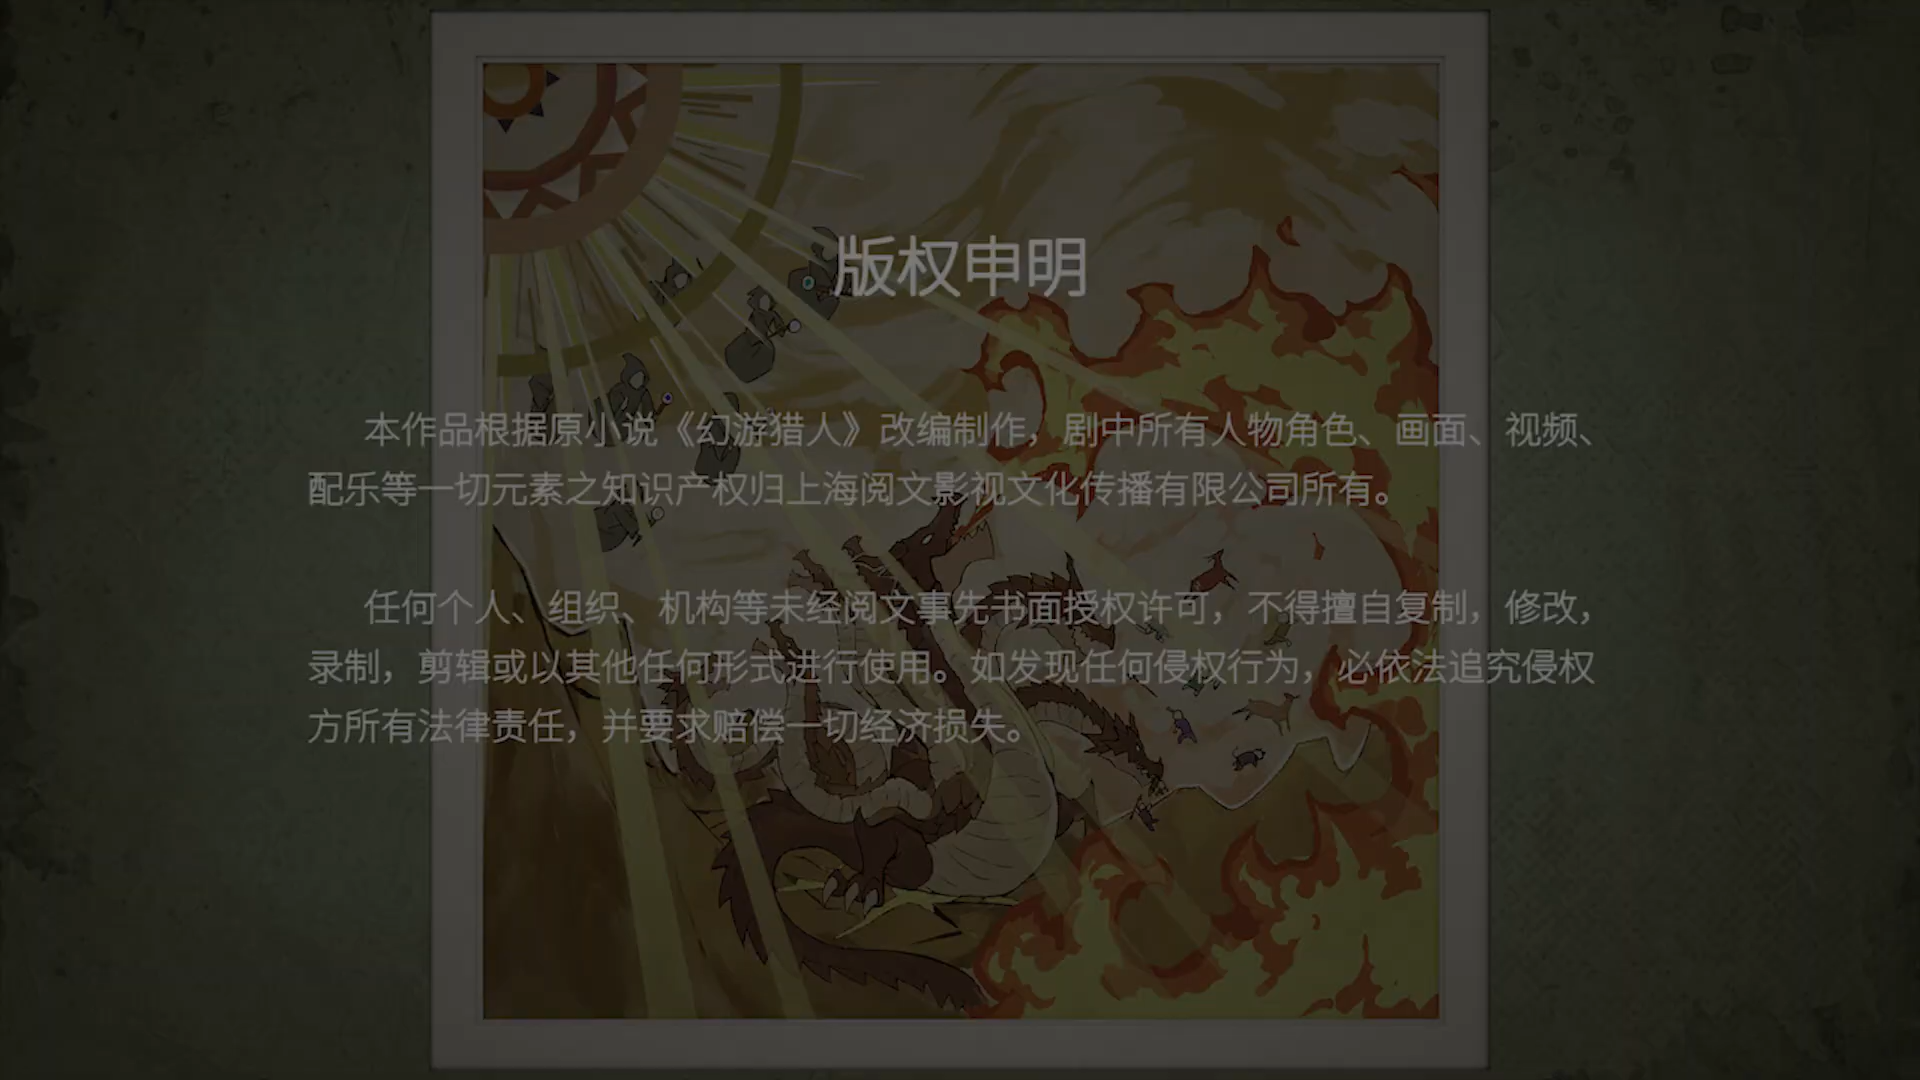 版权申明
本作品根据原小说《幻游猎人》改编制作，剧中所有人物角色、画面、视频、
配乐等一切元素之知识产权归上海阅文影视文化传播有限公司所有。
任何个人、组织、机构等未经阅文事先书面授权许可，不得擅自复制，修改，
录制，剪辑或以其他任何形式进行使用。如发现任何侵权行为，必依法追究侵权
方所有法律责任，并要求赔偿一切经济损失。